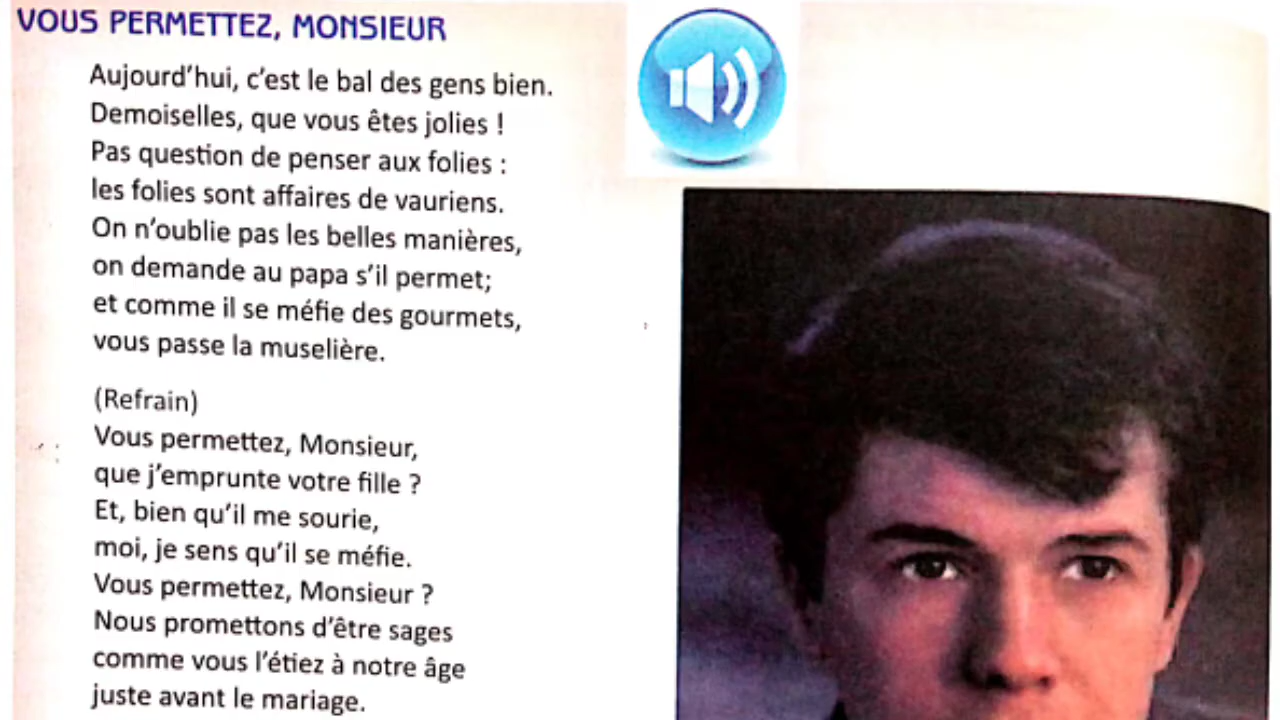 VOUS PERMETTEZ, MONSIEUR
Aujourd'hui, c'est le bal des gens bien.
Demoiselles, que vous êtes jolies !
Pas question de penser aux folies :
les folies sont affaires de vauriens.
On n'oublie pas les belles manières,
on demande au papa s'il permet;
et comme il se méfie des gourmets,
vous passe la muselière.
(Refrain)
Vous permettez, Monsieur,
que j'emprunte votre fille ?
Et, bien qu'il me sourie,
moi, je sens qu'il se méfie.
Vous permettez, Monsieur ?
Nous promettons d'être sages
comme vous l'étiez à notre âge
juste avant le mariage.